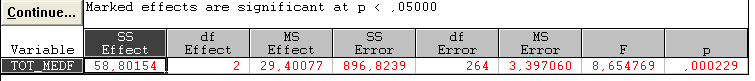 Continue... Marked effects are significant at p < ,05000
SS df MS SS df MS
Variable Effect Effect Effect Error Error Error F p
TOT_MEDF 58,80154 2 29,40077 896,8239 264 3,397060 8,654769 ,000229